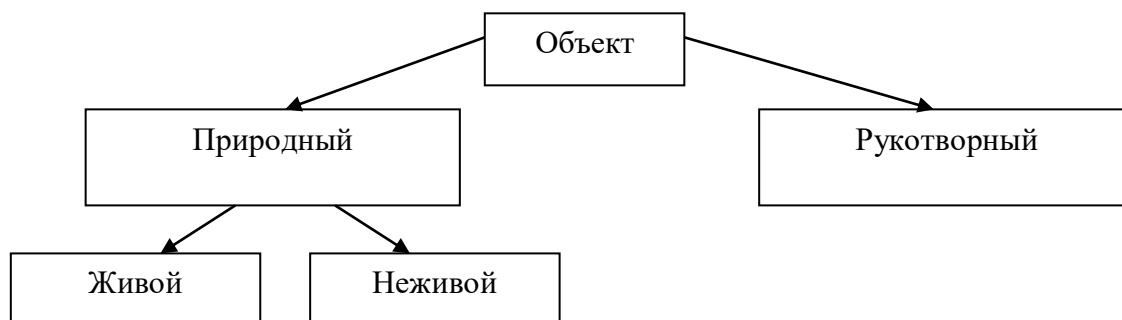 Объект
Природный
Рукотворный
Живой
Неживой